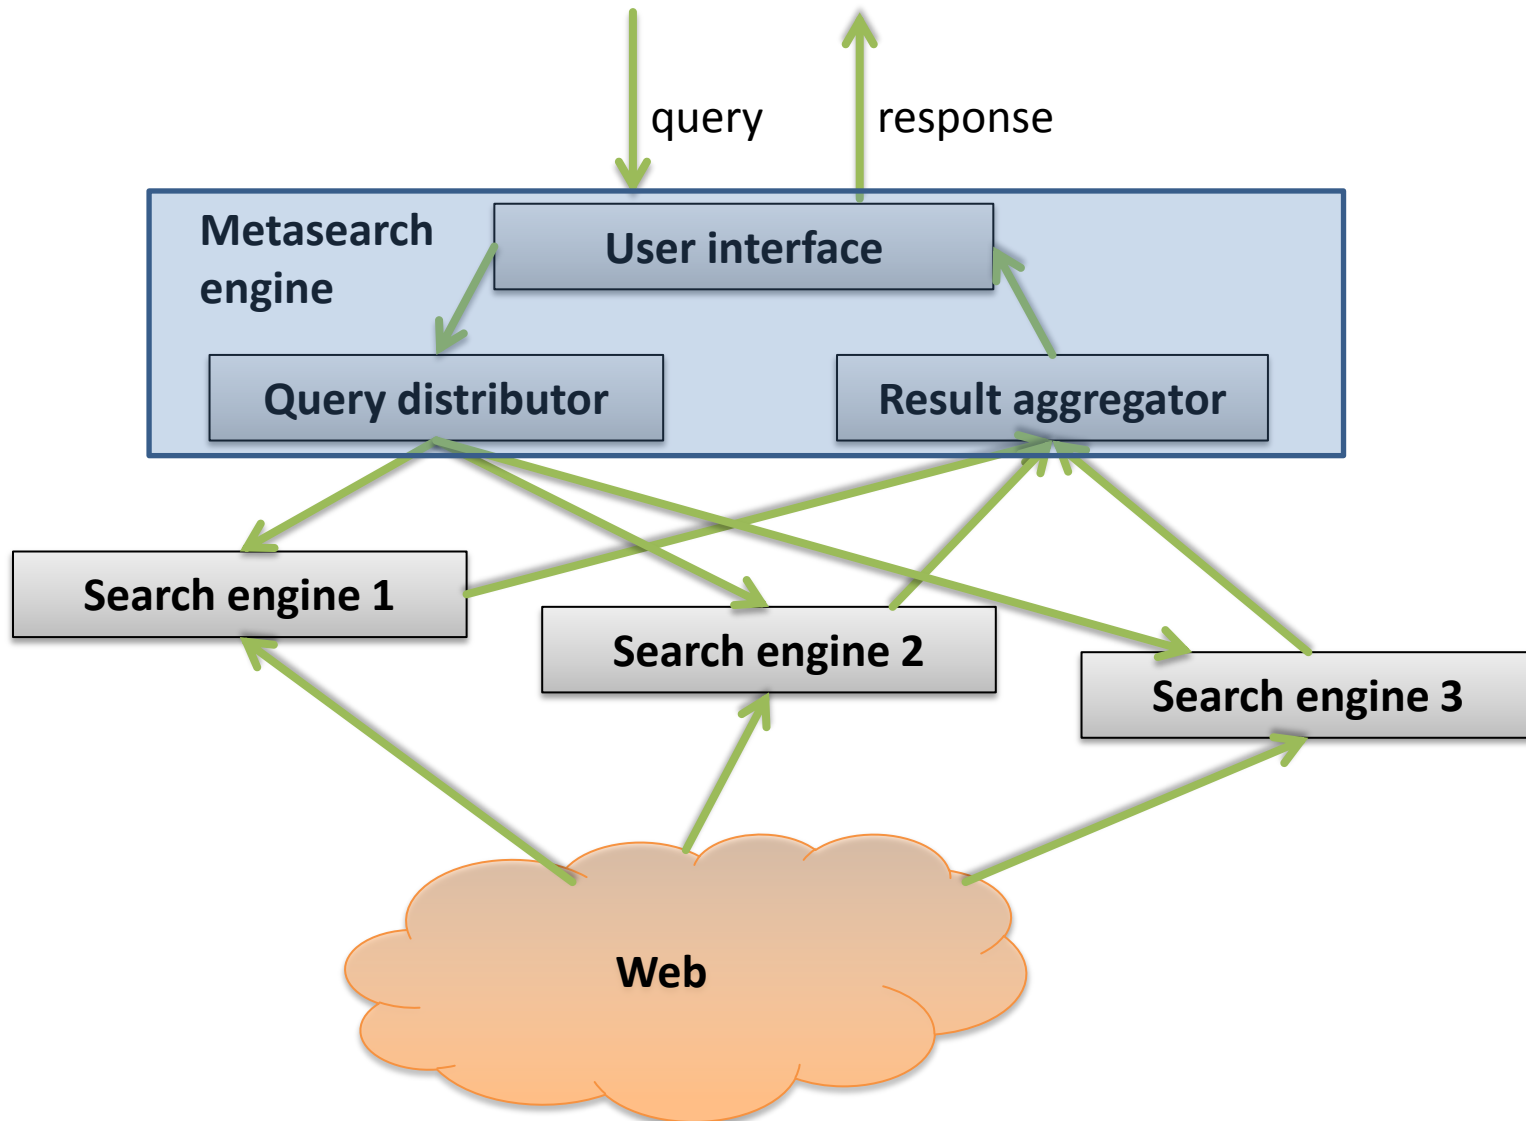 query
response
Metasearch
engine
User interface
Query distributor
Result aggregator
Search engine 1
Search engine 2
Search engine 3
Web